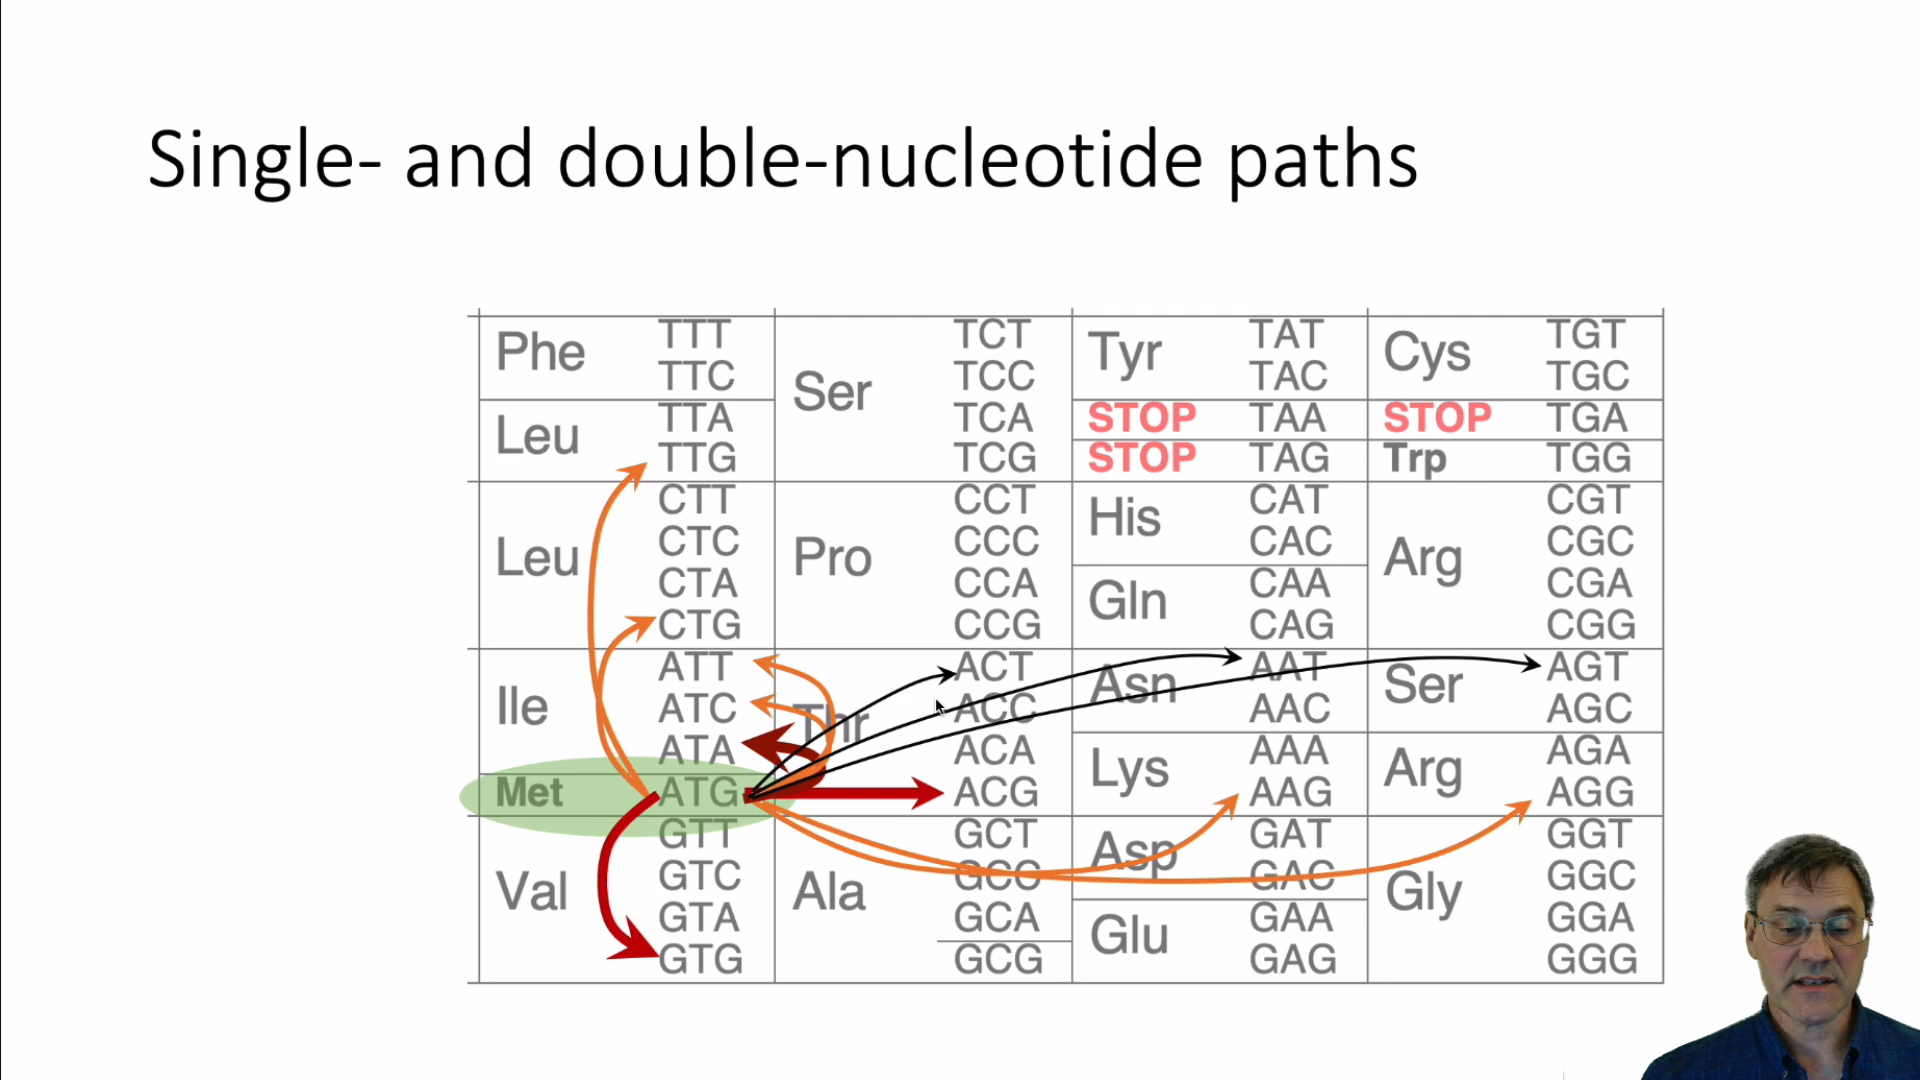 Single- and double-nucleotide paths
Phe TTT TTC
Leu TTA TTG
Leu CTT CTC CTA CTG
Ile ATT ATC ATA
Met ATG
Val GTT GTC GTA GTG
Ser TCT TCC TCA TCG
Pro CCT CCC CCA CCG
Thr ACT ACC ACA ACG
Ala GCT GCC GCA GCG
Tyr TAT TAC
STOP TAA
STOP TAG
His CAT CAC
Gln CAA CAG
Asn AAT AAC
Lys AAA AAG
Asp GAT GAC
Glu GAA GAG
Cys TGT TGC
STOP TGA
Trp TGG
Arg CGT CGC CGA CGG
Ser AGT AGC
Arg AGA AGG
Gly GGT GGC GGA GGG